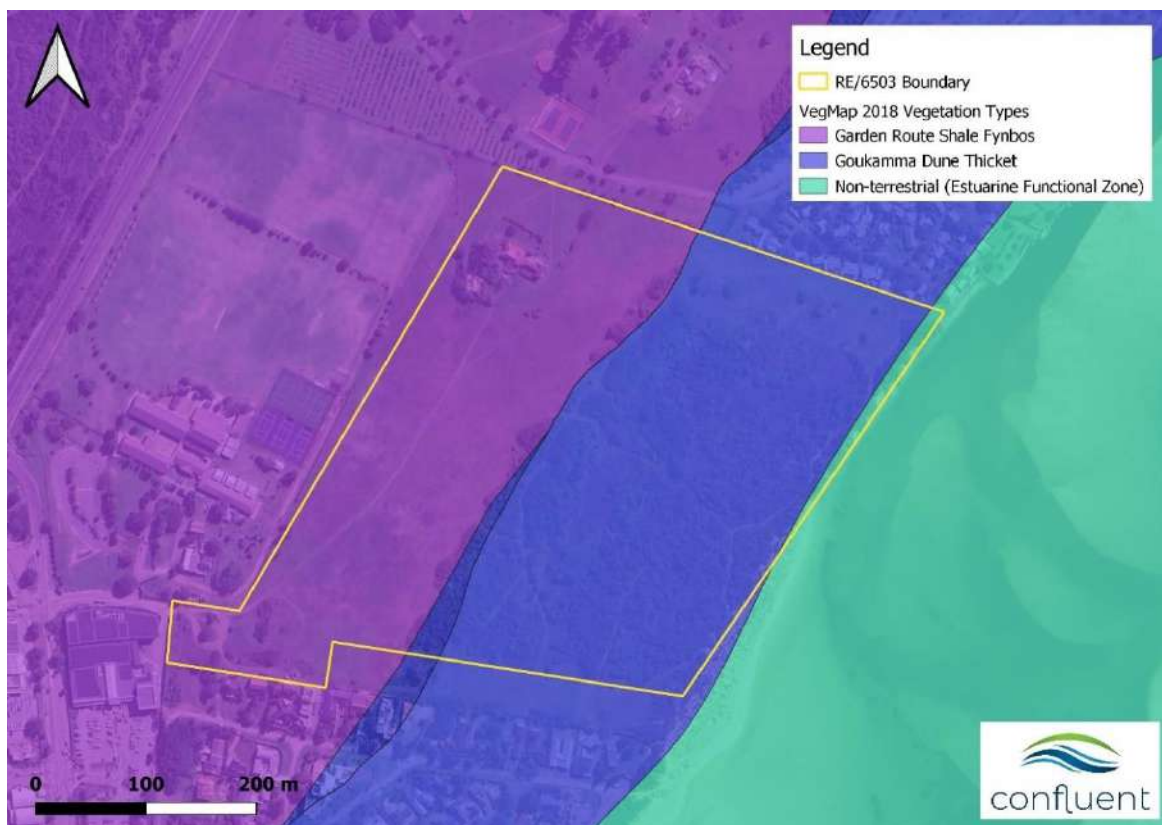 Legend
RE/6503 Boundary
VegMap 2018 Vegetation Types
Garden Route Shale Fynbos
Goukamma Dune Thicket
Non-terrestrial (Estuarine Functional Zone)
0 100 200 m
confluent